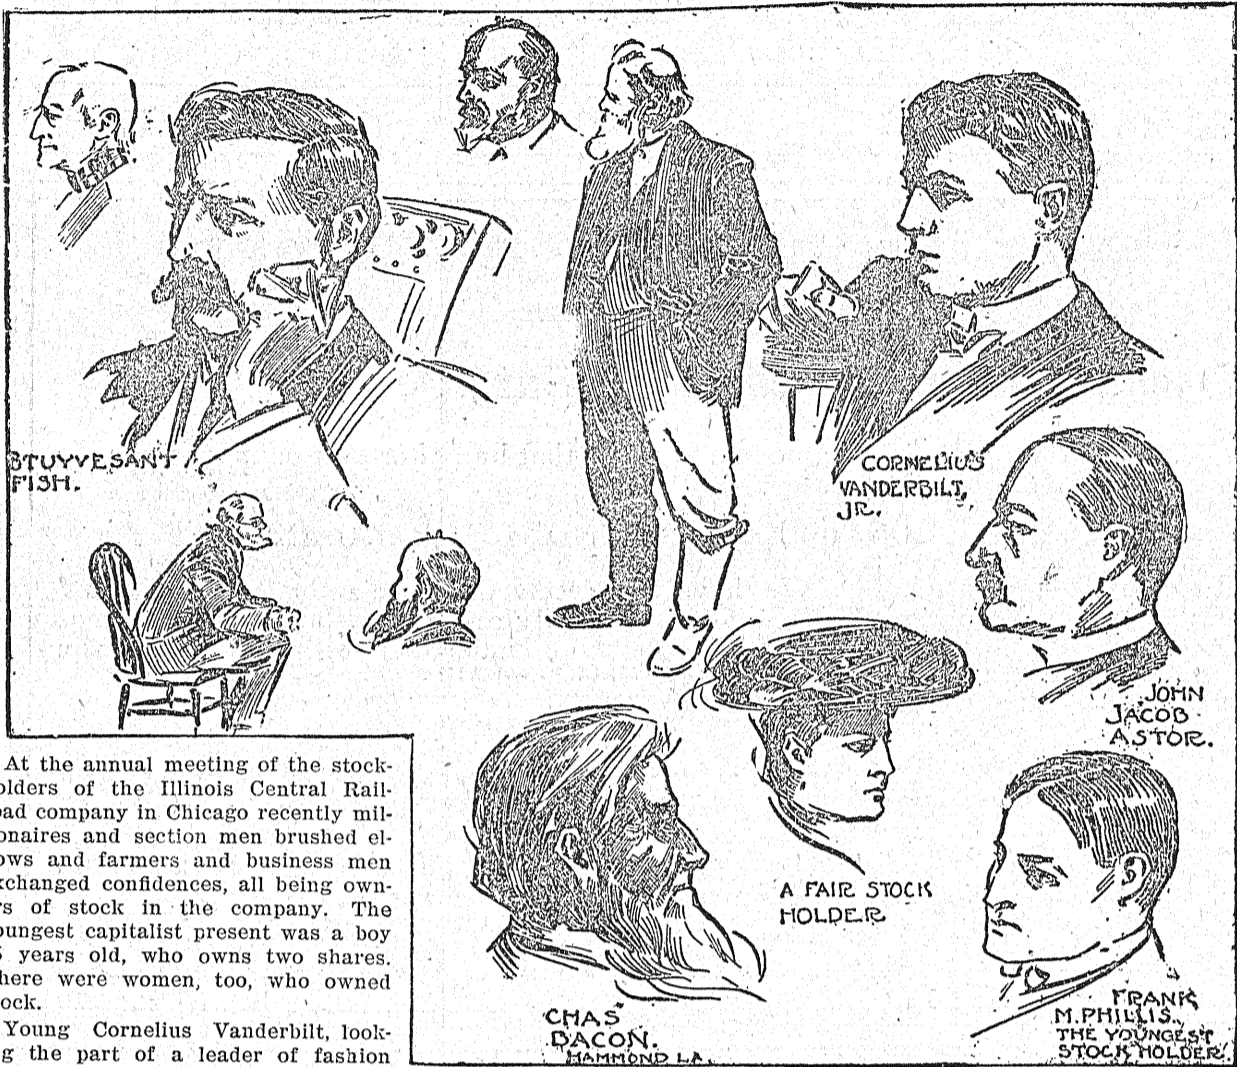 STUYVESANT
FISH.
CORNELIUS
VANDERBILT,
JR.
JOHN
JACOB
ASTOR.
A FAIR STOCK
HOLDER
CHAS
BACON.
HAMMOND LA.
FRANK
M. PHILLIS.
THE YOUNGEST
STOCK HOLDER.
At the annual meeting of the stock-
olders of the Illinois Central Rail-
oad company in Chicago recently mil-
onaires and section men brushed el-
ows and farmers and business men
xchanged confidences, all being own-
rs of stock in the company. The
oungest capitalist present was a boy
years old, who owns two shares.
here were women, too, who owned
ock.
Young Cornelius Vanderbilt, look-
g the part of a leader of fashion